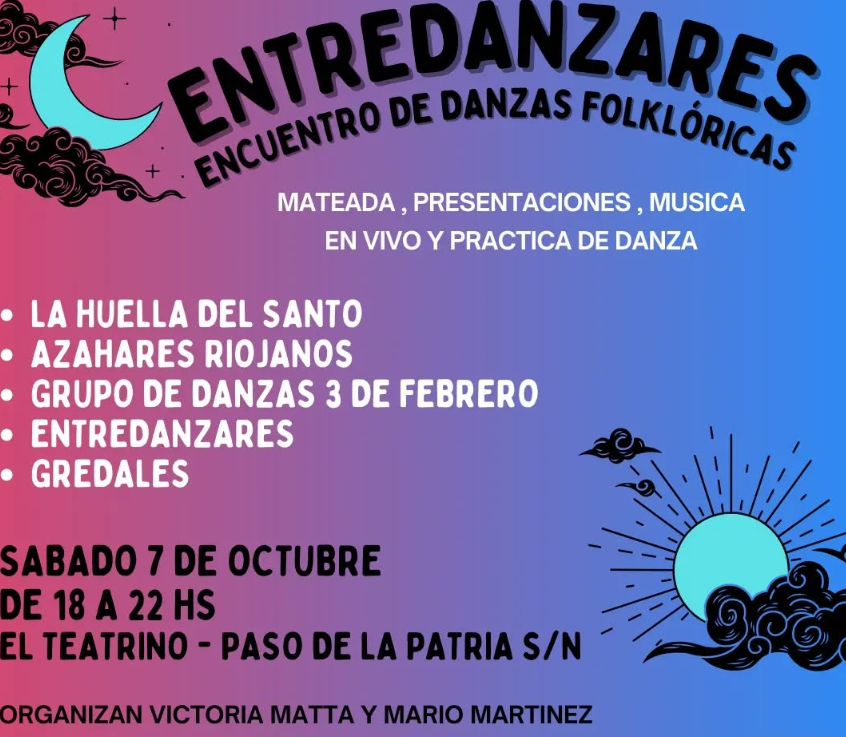 ENTREDANZARES
ENCUENTRO DE DANZAS FOLKLÓRICAS
MATEADA , PRESENTACIONES , MUSICA
EN VIVO Y PRACTICA DE DANZA
• LA HUELLA DEL SANTO
• AZAHARES RIOJANOS
• GRUPO DE DANZAS 3 DE FEBRERO
• ENTREDANZARES
• GREDALES
SABADO 7 DE OCTUBRE
DE 18 A 22 HS
EL TEATRINO - PASO DE LA PATRIA S/N
ORGANIZAN VICTORIA MATTA Y MARIO MARTINEZ